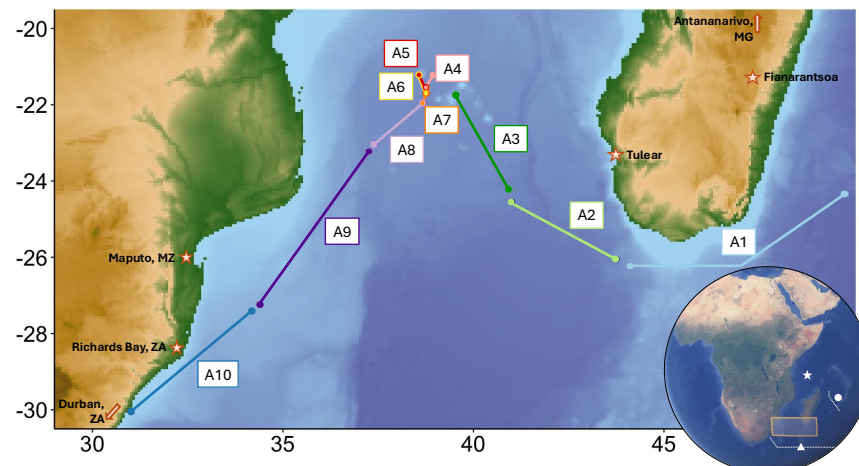 -20
-22
-24
-26
-28
-30
30
35
40
45
Antananarivo,
MG
Fianarantsoa
Tulear
Maputo, MZ
Richards Bay, ZA
Durban,
ZA
A5
A4
A6
A7
A3
A8
A2
A9
A1
A10